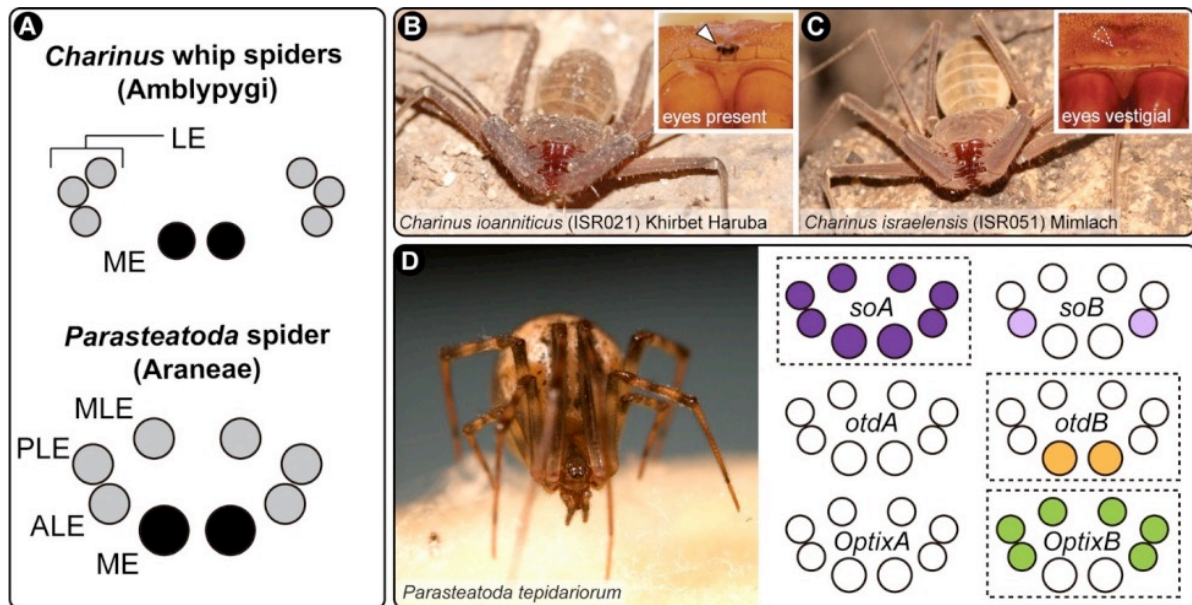 A
Charinus whip spiders
(Amblypygi)
LE
ME
Parasteatoda spider
(Araneae)
MLE
PLE
ALE
ME
B
eyes present
Charinus ioanniticus (ISR021) Khirbet Haruba
C
eyes vestigial
Charinus israelensis (ISR051) Mimlach
D
Parasteatoda tepidariorum
soA
soB
otdA
otdB
OptixA
OptixB